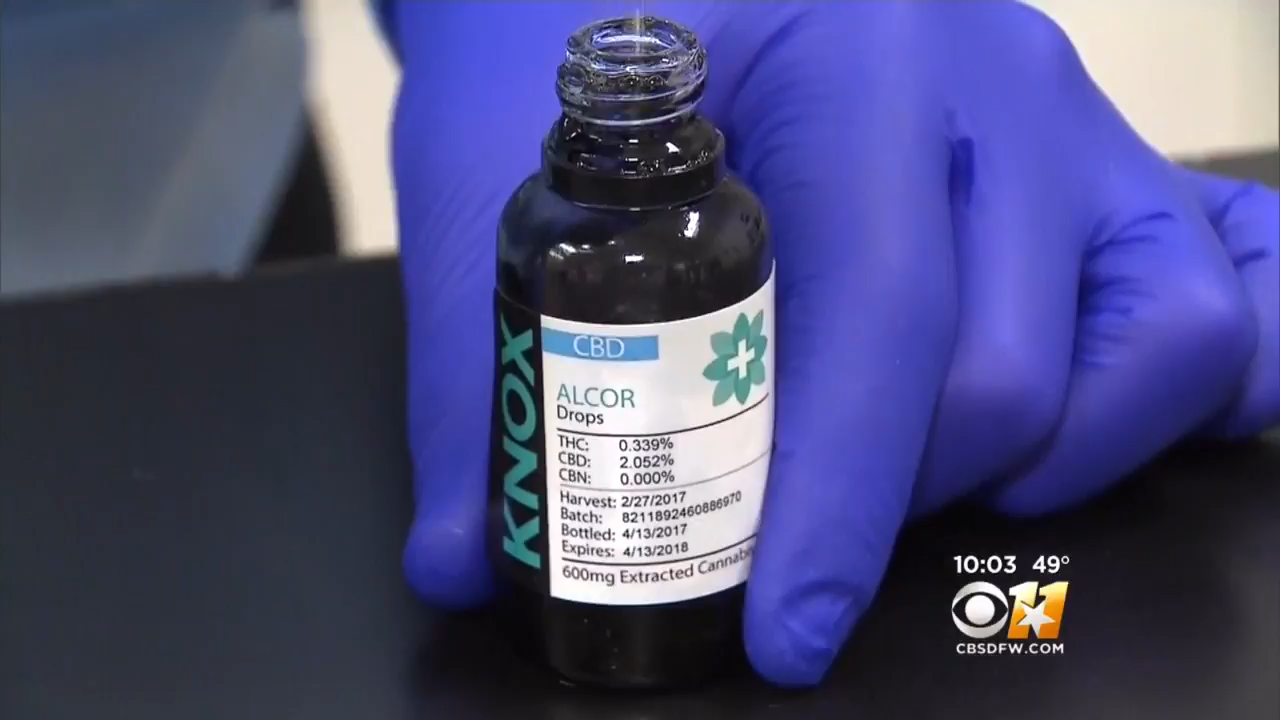 KNOX
CBD
ALCOR
Drops
THC: 0.339%
CBD: 2.052%
CBN: 0.000%
Harvest: 2/27/2017
Batch: 8211892460886970
Bottled: 4/13/2017
Expires: 4/13/2018
600mg Extracted
10:03 49°
11
CBSDFW.COM